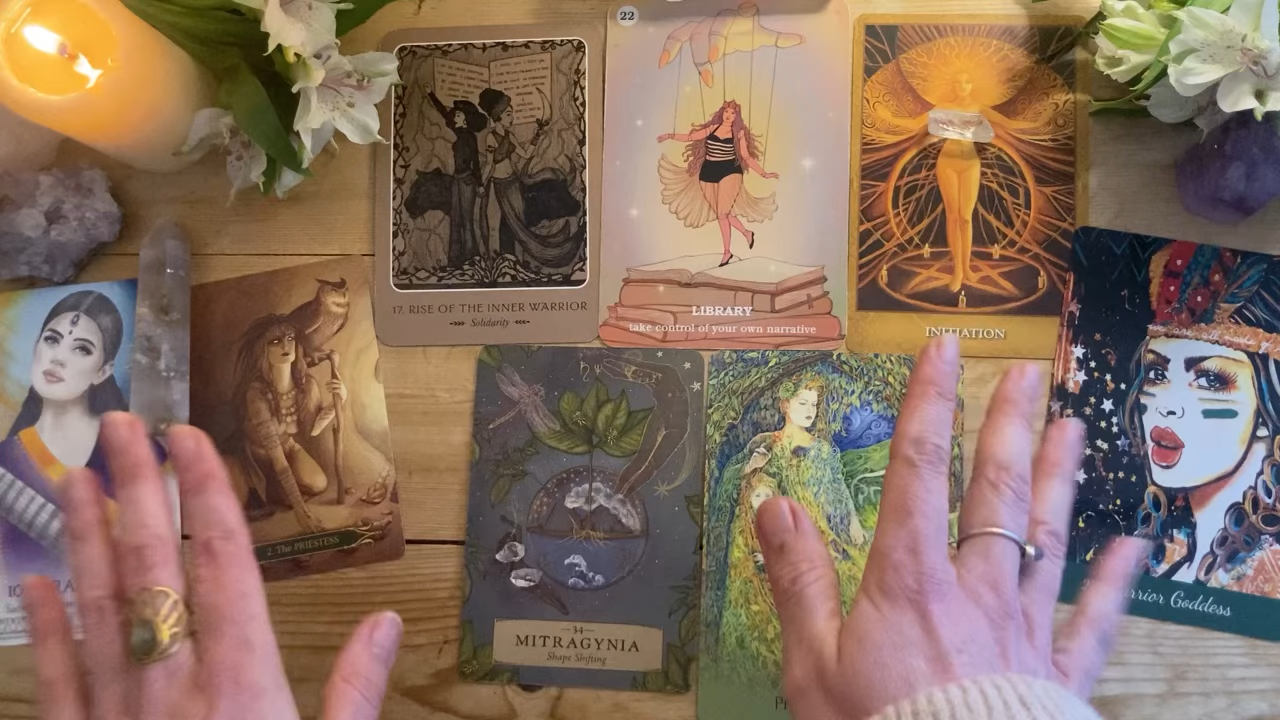 22
17. RISE OF THE INNER WARRIOR
Solidarity
LIBRARY
take control of your own narrative
INITIATION
2. The PRIESTESS
34
MITRAGYNIA
Shape Shifting
Goddess